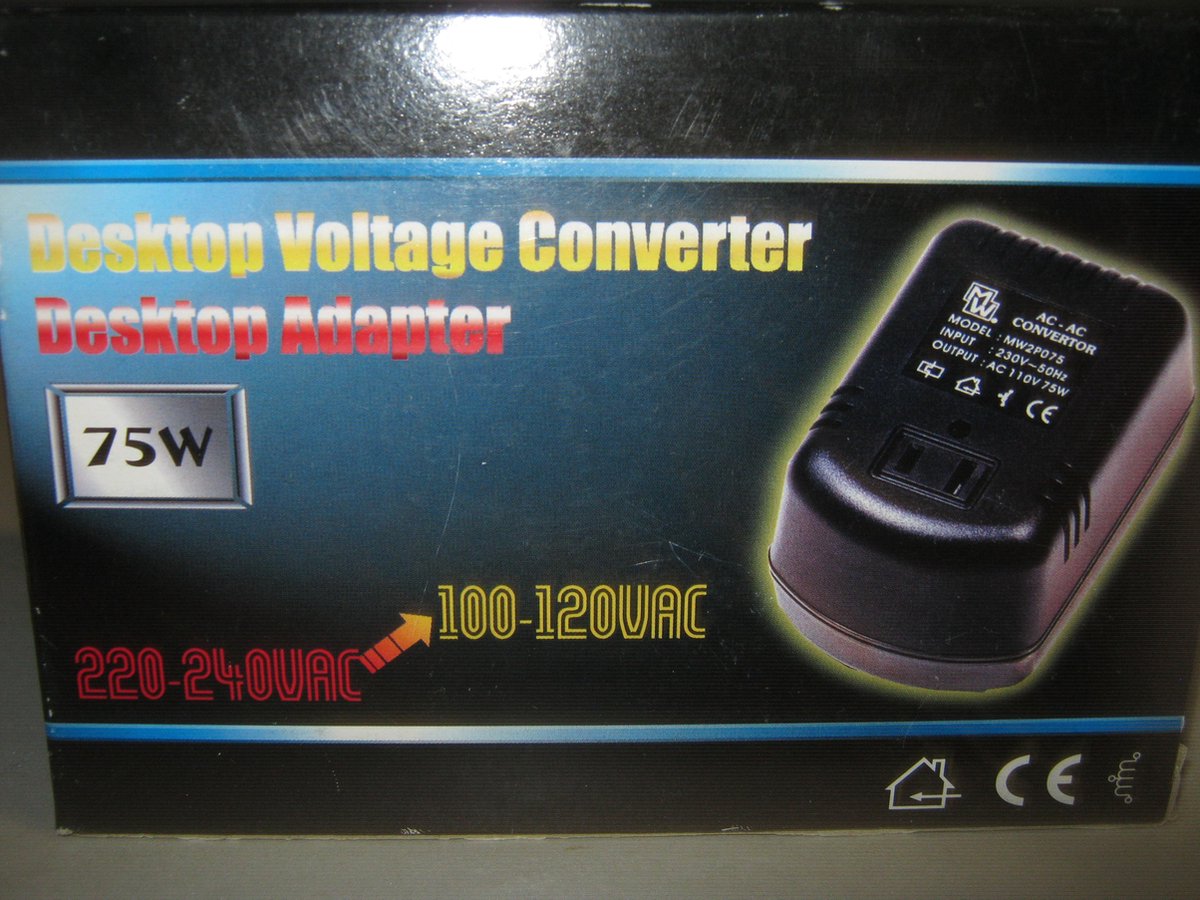 Desktop Voltage Converter
Desktop Adapter
75W
220-240VAC
100-120VAC
MW
AC - AC
CONVERTOR
MODEL : MW2P075
INPUT : 230V~50Hz
OUTPUT : AC 110V 75W
CE
CE